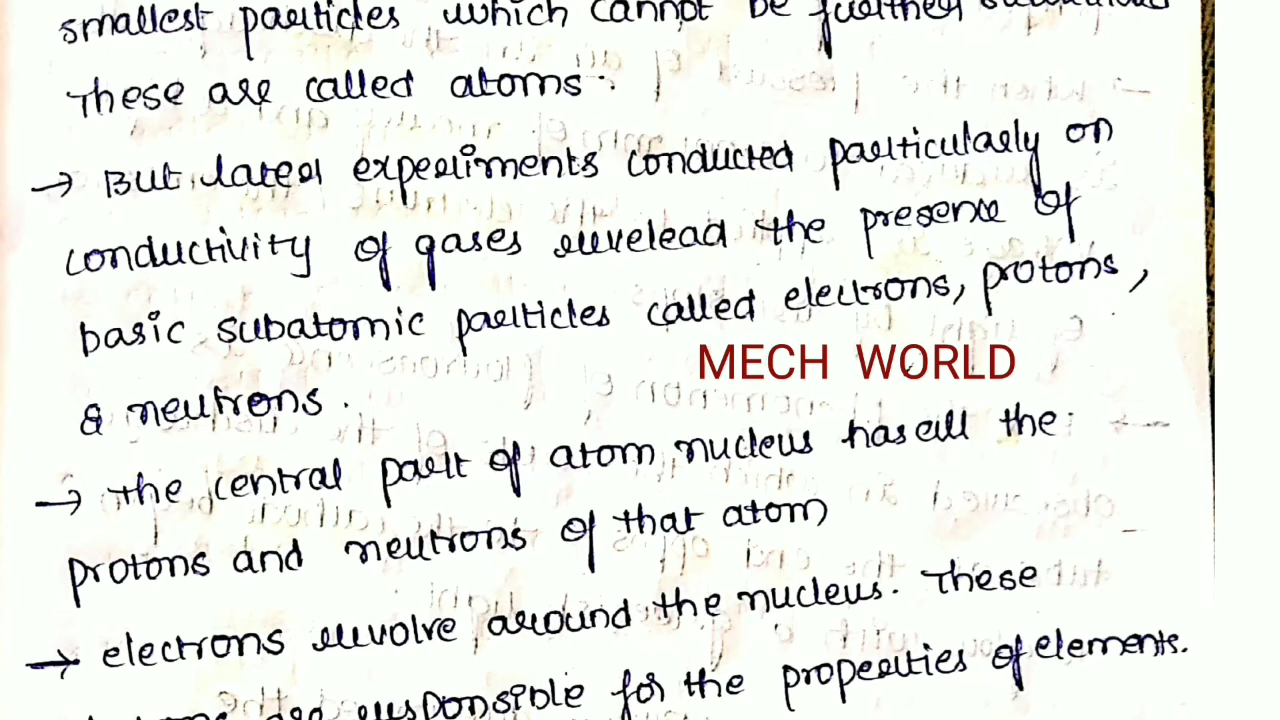 smallest particles which cannot be further
These are called atoms.
→ But later experiments conducted particularly on
conductivity of gases revelead the presence of
basic subatomic particles called electrons, protons,
MECH WORLD
& neutrons.
→ The central part of atom nucleus has all the
protons and neutrons of that atom
→ electrons revolve around the nucleus. These
are responsible for the properties of elements.